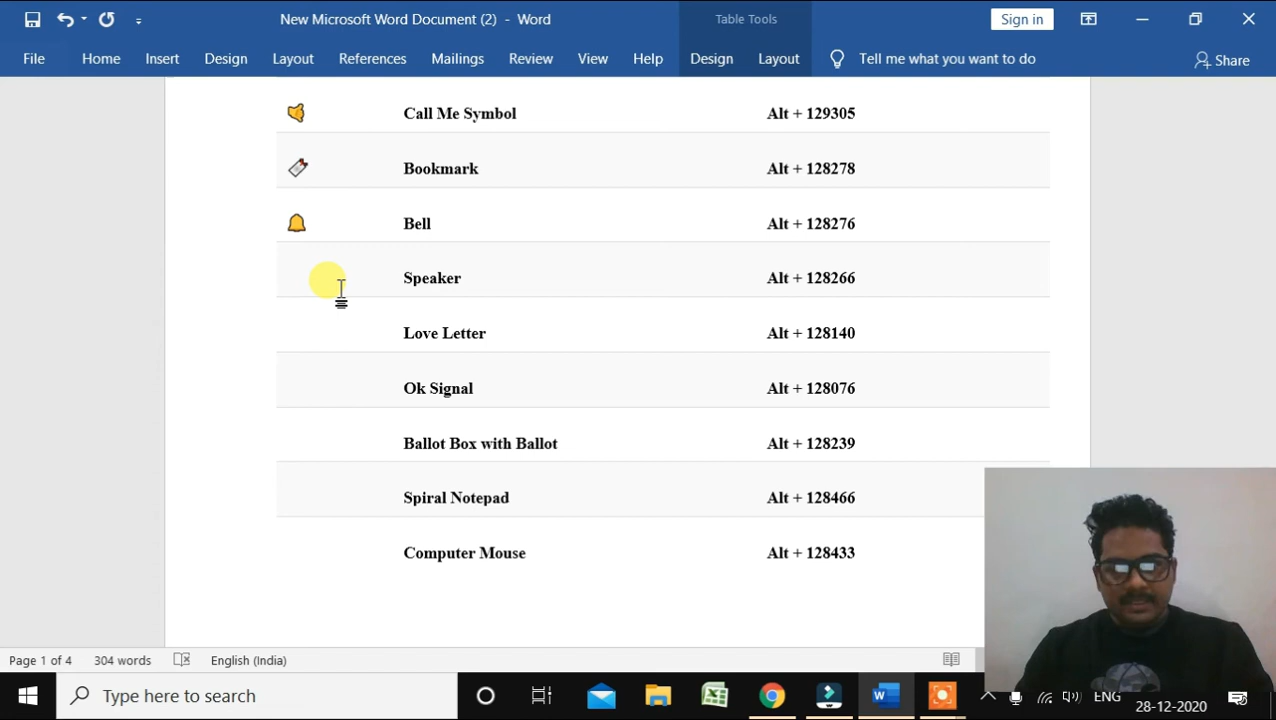 New Microsoft Word Document (2) - Word
Table Tools
Sign in
File Home Insert Design Layout References Mailings Review View Help Design Layout Tell me what you want to do Share
Call Me Symbol Alt + 129305
Bookmark Alt + 128278
Bell Alt + 128276
Speaker Alt + 128266
Love Letter Alt + 128140
Ok Signal Alt + 128076
Ballot Box with Ballot Alt + 128239
Spiral Notepad Alt + 128466
Computer Mouse Alt + 128433
Page 1 of 4 304 words English (India)
Type here to search
ENG
28-12-2020